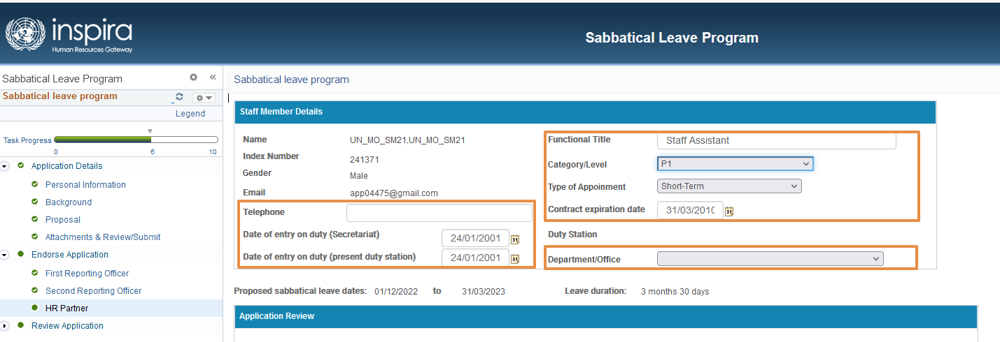 inspira
Human Resources Gateway
Sabbatical Leave Program
Sabbatical Leave Program
Sabbatical leave program
Legend
Task Progress
0 6 10
Application Details
Personal Information
Background
Proposal
Attachments & Review/Submit
Endorse Application
First Reporting Officer
Second Reporting Officer
HR Partner
Review Application
Sabbatical leave program
Staff Member Details
Name UN_MO_SM21,UN_MO_SM21
Index Number 241371
Gender Male
Email app04475@gmail.com
Telephone
Date of entry on duty (Secretariat) 24/01/2001
Date of entry on duty (present duty station) 24/01/2001
Functional Title Staff Assistant
Category/Level P1
Type of Appoinment Short-Term
Contract expiration date 31/03/2010
Duty Station
Department/Office
Proposed sabbatical leave dates: 01/12/2022 to 31/03/2023 Leave duration: 3 months 30 days
Application Review